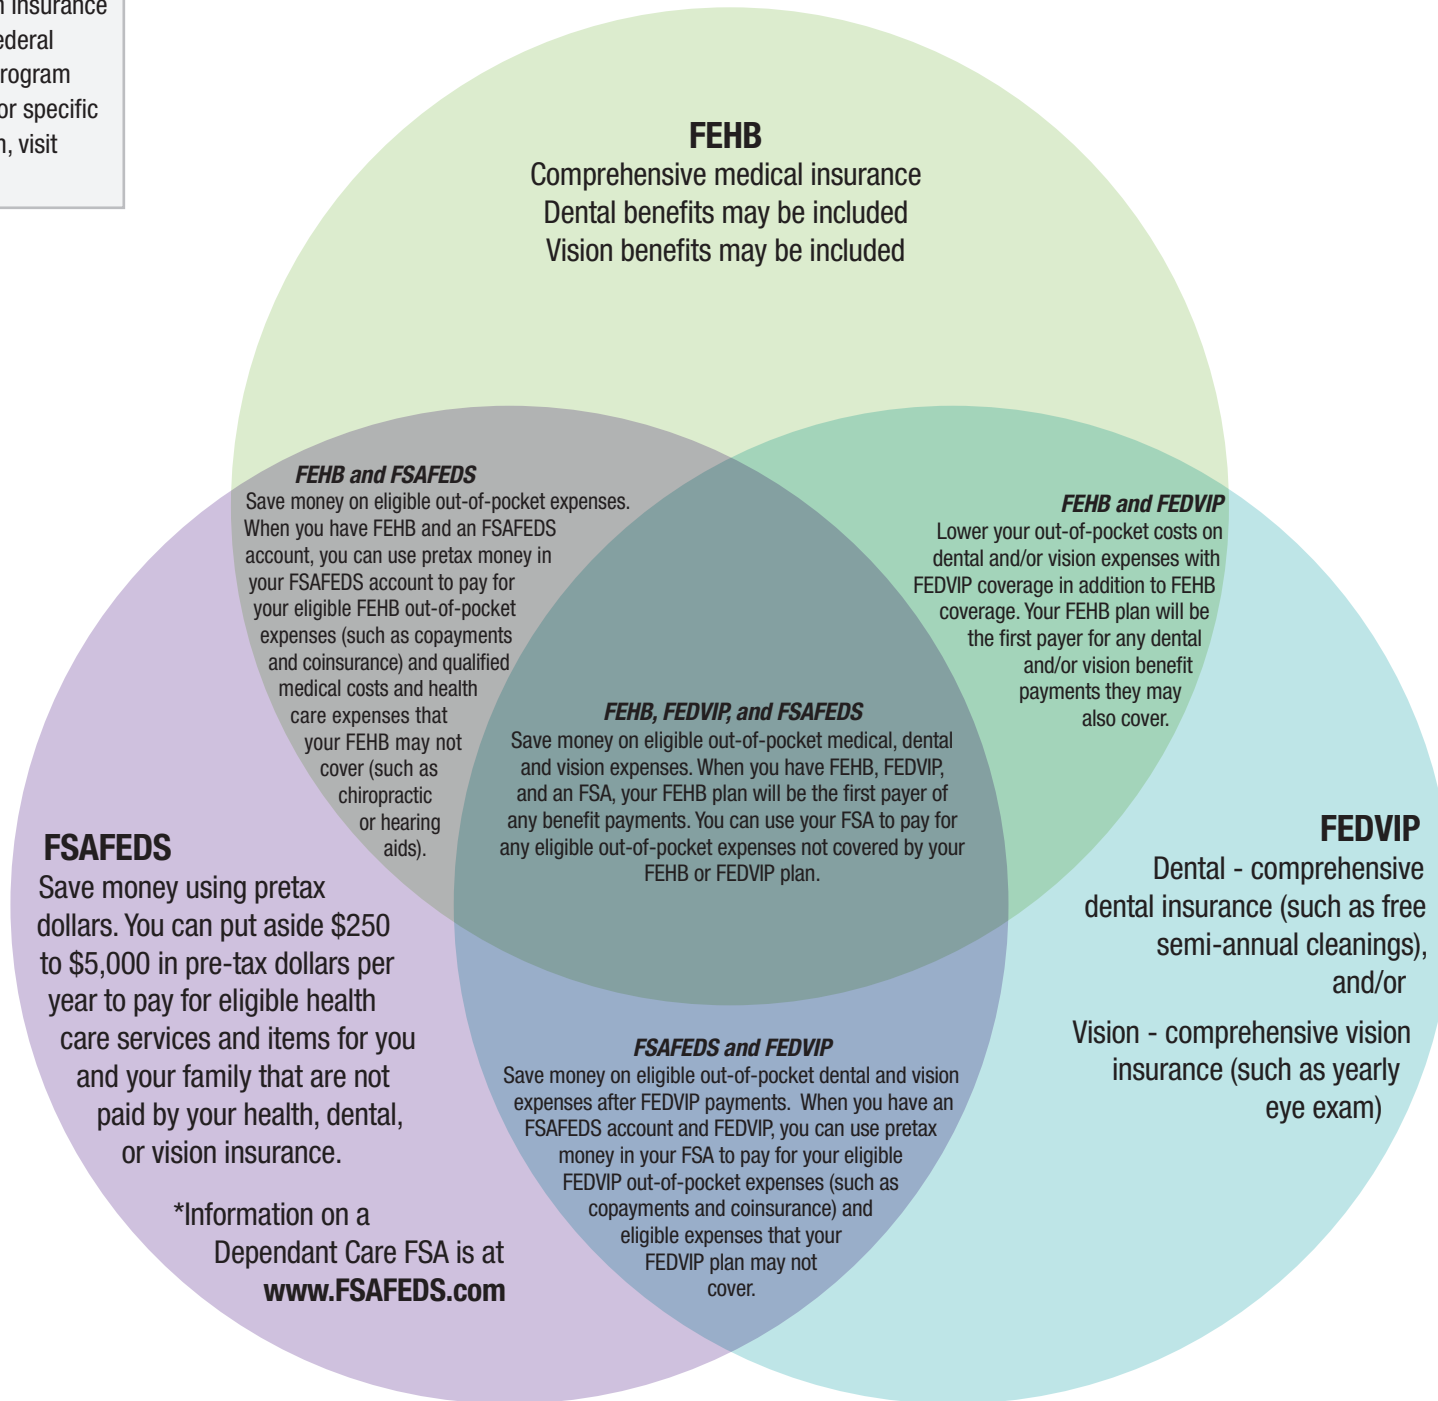 n Insurance
ederal
rogram
or specific
n, visit
FEHB
Comprehensive medical insurance
Dental benefits may be included
Vision benefits may be included
FEHB and FSAFEDS
Save money on eligible out-of-pocket expenses.
When you have FEHB and an FSAFEDS
account, you can use pretax money in
your FSAFEDS account to pay for
your eligible FEHB out-of-pocket
expenses (such as copayments
and coinsurance) and qualified
medical costs and health
care expenses that
your FEHB may not
cover (such as
chiropractic
or hearing
aids).
FEHB and FEDVIP
Lower your out-of-pocket costs on
dental and/or vision expenses with
FEDVIP coverage in addition to FEHB
coverage. Your FEHB plan will be
the first payer for any dental
and/or vision benefit
payments they may
also cover.
FEHB, FEDVIP, and FSAFEDS
Save money on eligible out-of-pocket medical, dental
and vision expenses. When you have FEHB, FEDVIP,
and an FSA, your FEHB plan will be the first payer of
any benefit payments. You can use your FSA to pay for
any eligible out-of-pocket expenses not covered by your
FEHB or FEDVIP plan.
FSAFEDS
Save money using pretax
dollars. You can put aside $250
to $5,000 in pre-tax dollars per
year to pay for eligible health
care services and items for you
and your family that are not
paid by your health, dental,
or vision insurance.
*Information on a
Dependant Care FSA is at
www.FSAFEDS.com
FEDVIP
Dental - comprehensive
dental insurance (such as free
semi-annual cleanings),
and/or
Vision - comprehensive vision
insurance (such as yearly
eye exam)
FSAFEDS and FEDVIP
Save money on eligible out-of-pocket dental and vision
expenses after FEDVIP payments.  When you have an
FSAFEDS account and FEDVIP, you can use pretax
money in your FSA to pay for your eligible
FEDVIP out-of-pocket expenses (such as
copayments and coinsurance) and
eligible expenses that your
FEDVIP plan may not
cover.